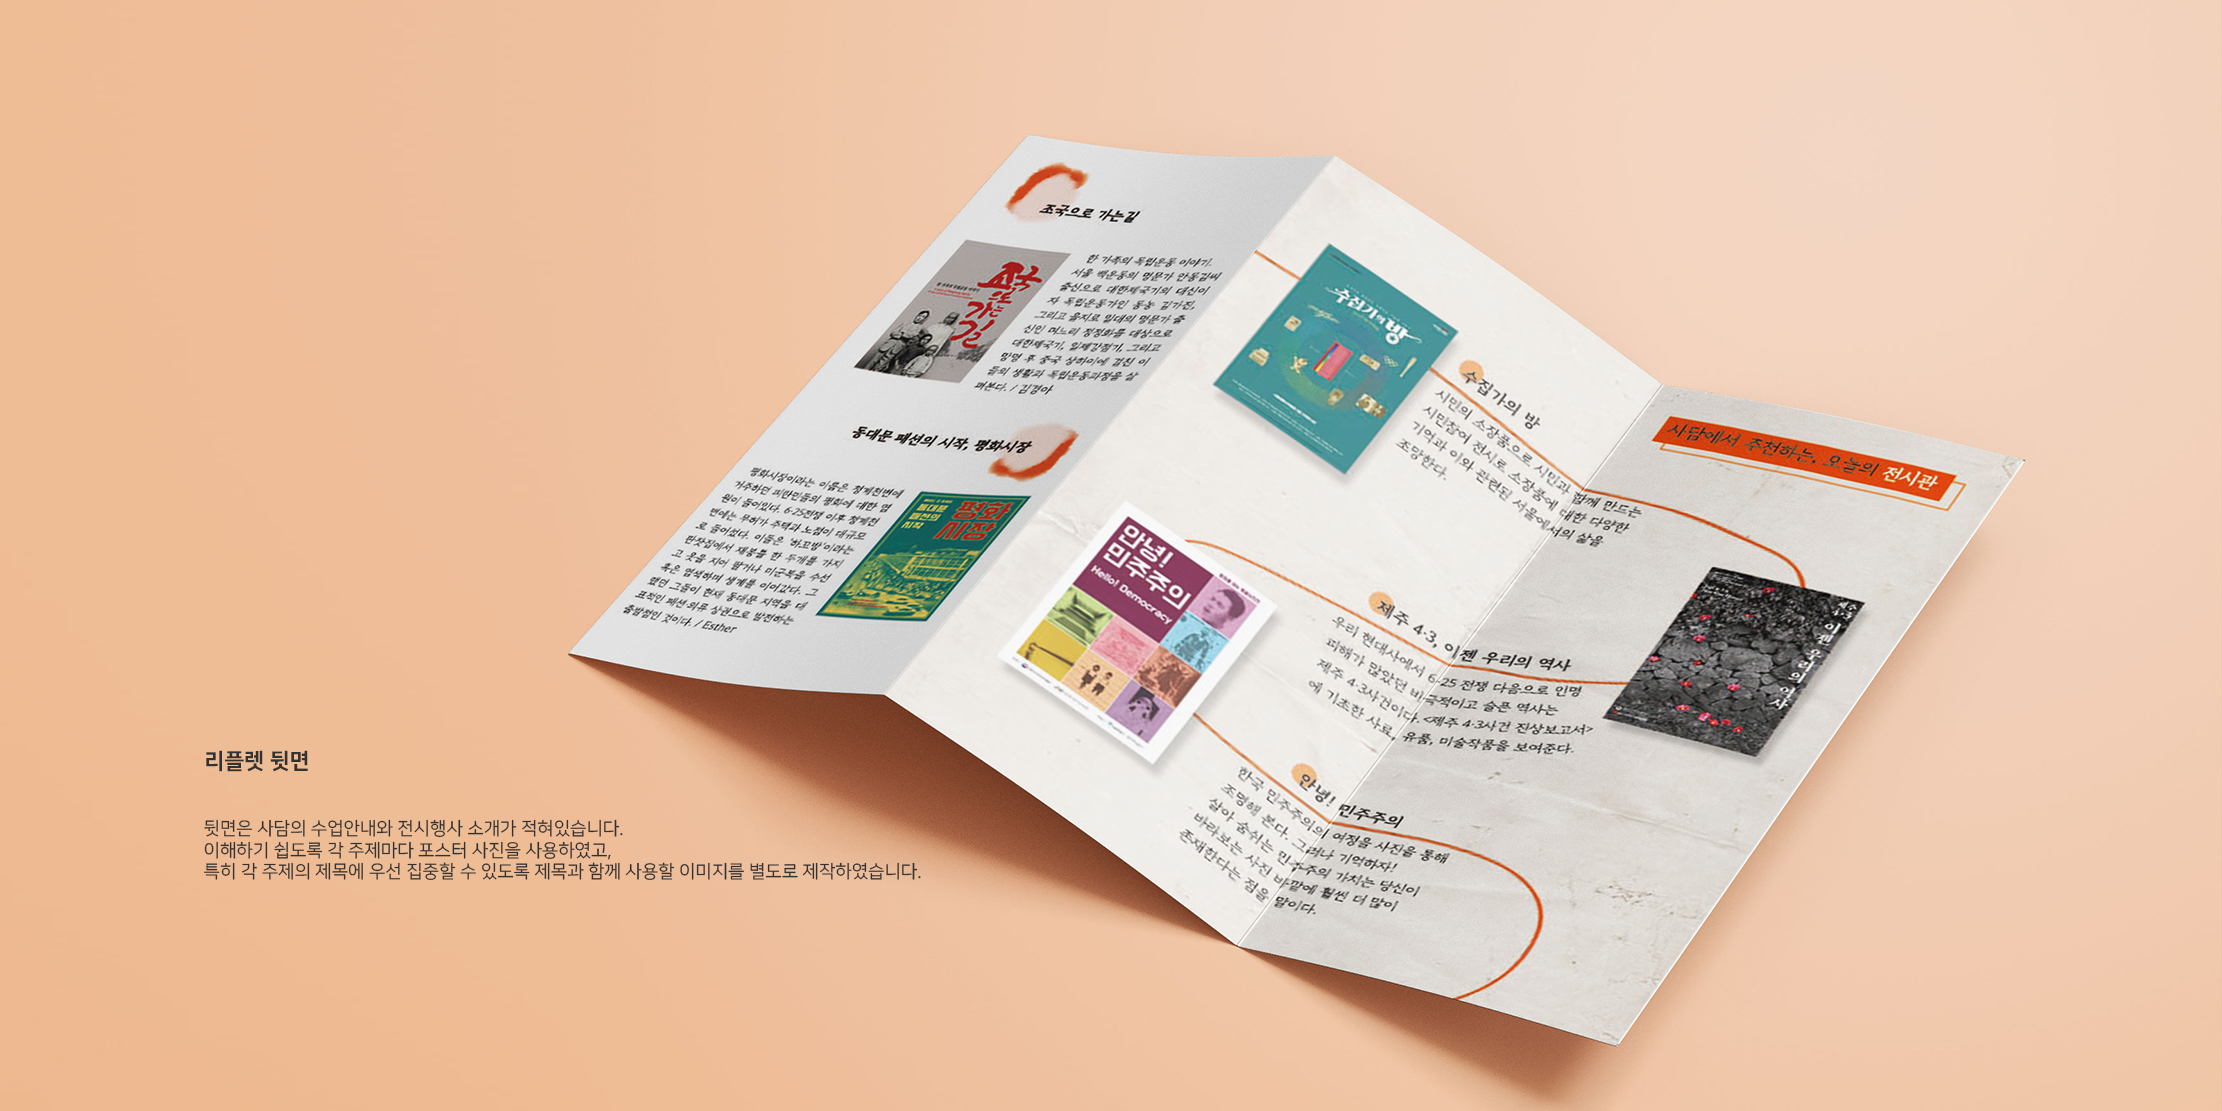 조국으로 가는길
조국
으로
가는
길
한 가족의 독립운동 이야기.
서울 백운동의 명문가 안동김씨
출신으로 대한제국기의 대신이
자 독립운동가인 동농 김가진,
그리고 을지로 일대의 명문가 출
신인 며느리 정정화를 대상으로
대한제국기, 일제강점기, 그리고
망명 후 중국 상하이에 걸친 이
들의 생활과 독립운동과정을 살
펴본다. / 김경아
동대문 패션의 시작, 평화시장
평화시장이라는 이름은 청계천변에
거주하던 피란민들의 평화에 대한 염
원이 들어있다. 6·25전쟁 이후 청계천
변에는 무허가 주택과 노점이 대규모
로 들어섰다. 이들은 '하꼬방'이라는
판잣집에서 재봉틀 한 두개를 가지
고 옷을 지어 팔거나 미군복을 수선
혹은 염색하며 생계를 이어갔다. 그
랬던 그들이 현재 동대문 지역을 대
표적인 패션·의류 상권으로 발전하는
출발점인 것이다. / Esther
동대문
패션의
시작
평화
시장
수집가의 방
수집가의 방
시민의 소장품으로 시민과 함께 만드는
시민참여 전시로 소장품에 대한 다양한
기억과 이와 관련된 서울에서의 삶을
조망한다.
안녕!
민주주의
Hello! Democracy
제주 4·3, 이젠 우리의 역사
우리 현대사에서 6·25 전쟁 다음으로 인명
피해가 많았던 비극적이고 슬픈 역사는
제주 4·3사건이다. <제주 4·3사건 진상보고서>
에 기초한 사료, 유품, 미술작품을 보여준다.
안녕! 민주주의
한국 민주주의의 여정을 사진을 통해
조명해 본다. 그러나 기억하자!
살아 숨쉬는 민주주의 가치는 당신이
바라보는 사진 바깥에 훨씬 더 많이
존재한다는 점을 말이다.
사담에서 추천하는, 오늘의 전시관
제주 4·3
이젠 우리의 역사
리플렛 뒷면
뒷면은 사담의 수업안내와 전시행사 소개가 적혀있습니다.
이해하기 쉽도록 각 주제마다 포스터 사진을 사용하였고,
특히 각 주제의 제목에 우선 집중할 수 있도록 제목과 함께 사용할 이미지를 별도로 제작하였습니다.